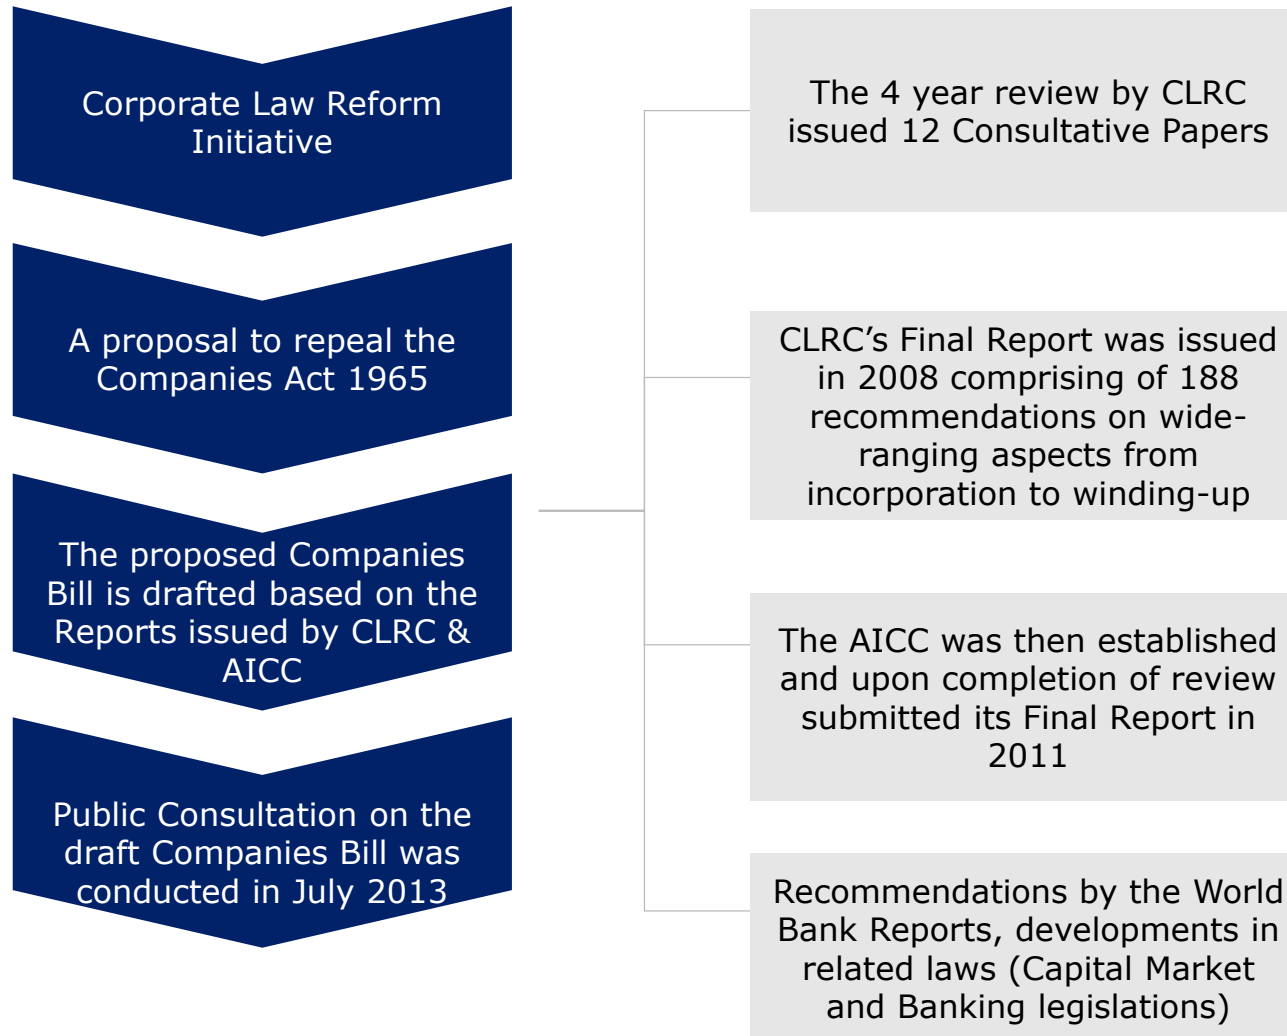 Corporate Law Reform
Initiative
A proposal to repeal the
Companies Act 1965
The proposed Companies
Bill is drafted based on the
Reports issued by CLRC &
AICC
Public Consultation on the
draft Companies Bill was
conducted in July 2013
The 4 year review by CLRC
issued 12 Consultative Papers
CLRC’s Final Report was issued
in 2008 comprising of 188
recommendations on wide-
ranging aspects from
incorporation to winding-up
The AICC was then established
and upon completion of review
submitted its Final Report in
2011
Recommendations by the World
Bank Reports, developments in
related laws (Capital Market
and Banking legislations)